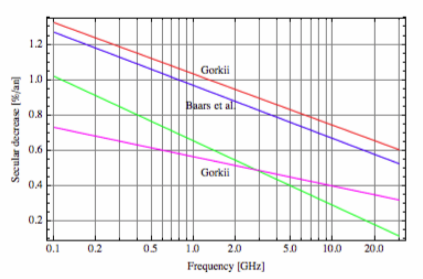 Secular decrease [%/an]
1.2
1.0
0.8
0.6
0.4
0.2
Gorkii
Baars et al.
Gorkii
0.1 0.2 0.5 1.0 2.0 5.0 10.0 20.0
Frequency [GHz]